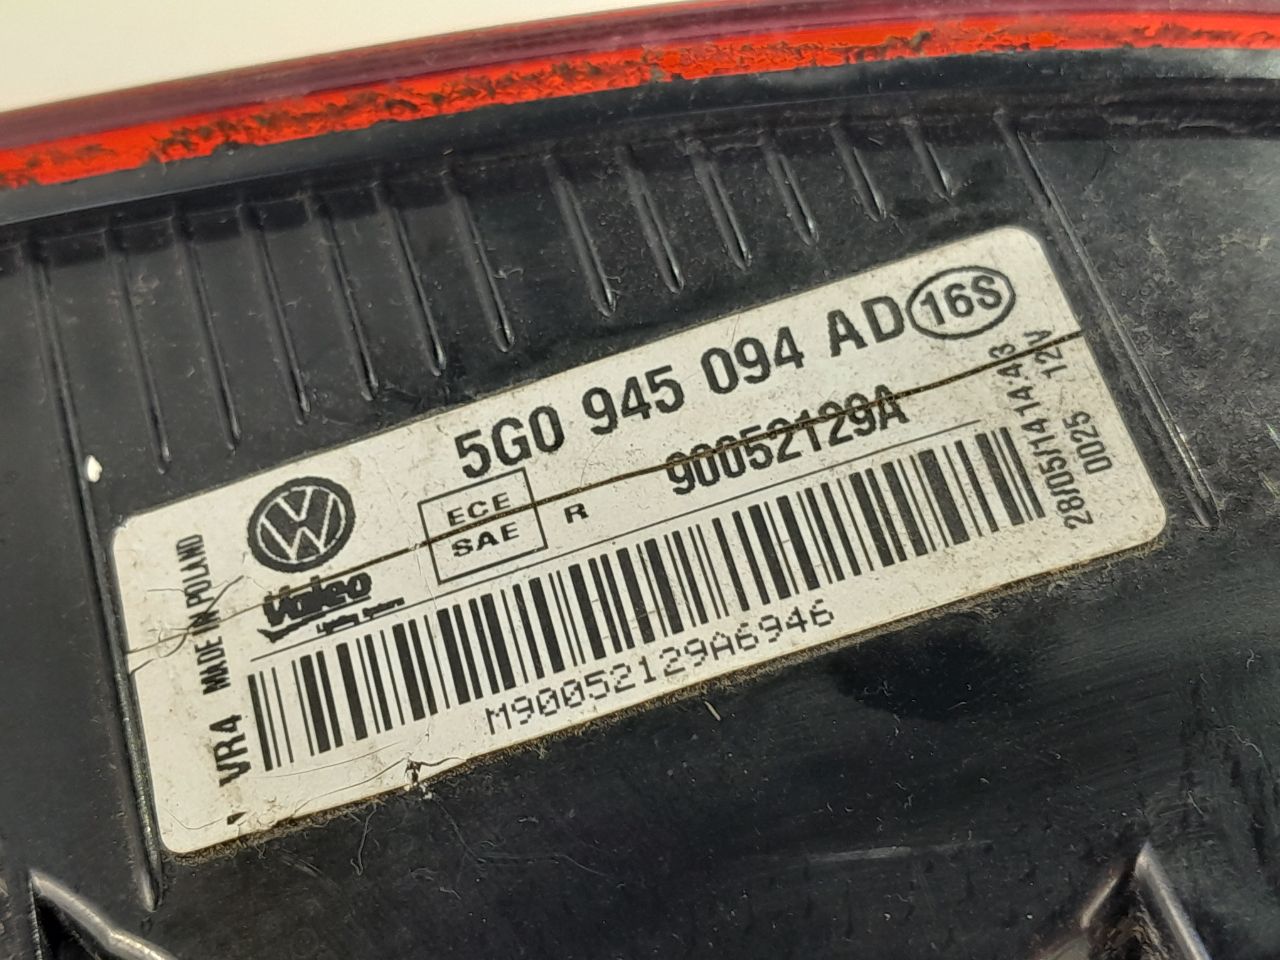 5G0 945 094 AD 16S
90052129A
ECE
SAE
R
Valeo
M90052129A6946
VR4 MADE IN POLAND
28/05/14 14:43
0025 12V